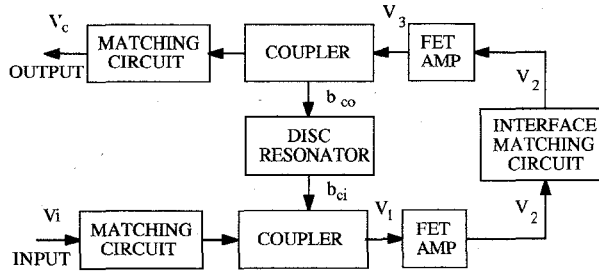 Vc
OUTPUT
MATCHING
CIRCUIT
COUPLER
V3
FET
AMP
V2
b co
DISC
RESONATOR
INTERFACE
MATCHING
CIRCUIT
bci
Vi
INPUT
MATCHING
CIRCUIT
COUPLER
V1
FET
AMP
V2